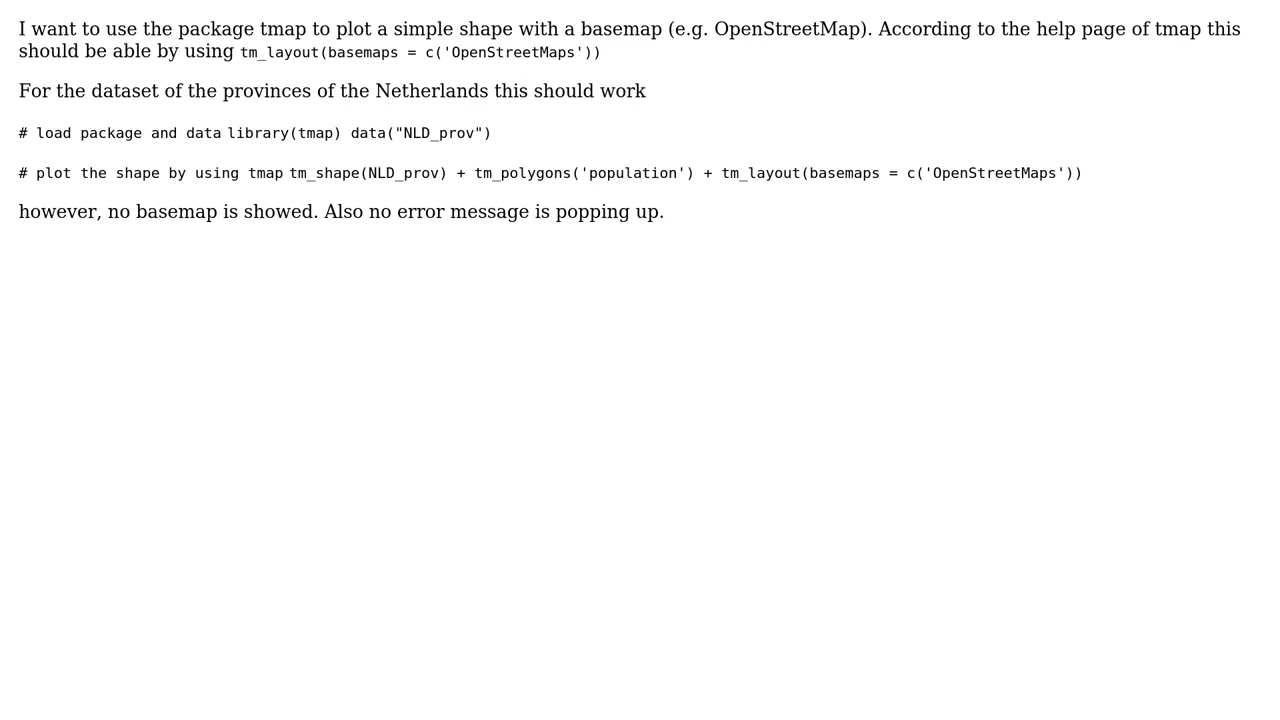 I want to use the package tmap to plot a simple shape with a basemap (e.g. OpenStreetMap). According to the help page of tmap this
should be able by using tm_layout(basemaps = c('OpenStreetMaps'))
For the dataset of the provinces of the Netherlands this should work
# load package and data library(tmap) data("NLD_prov")
# plot the shape by using tmap tm_shape(NLD_prov) + tm_polygons('population') + tm_layout(basemaps = c('OpenStreetMaps'))
however, no basemap is showed. Also no error message is popping up.